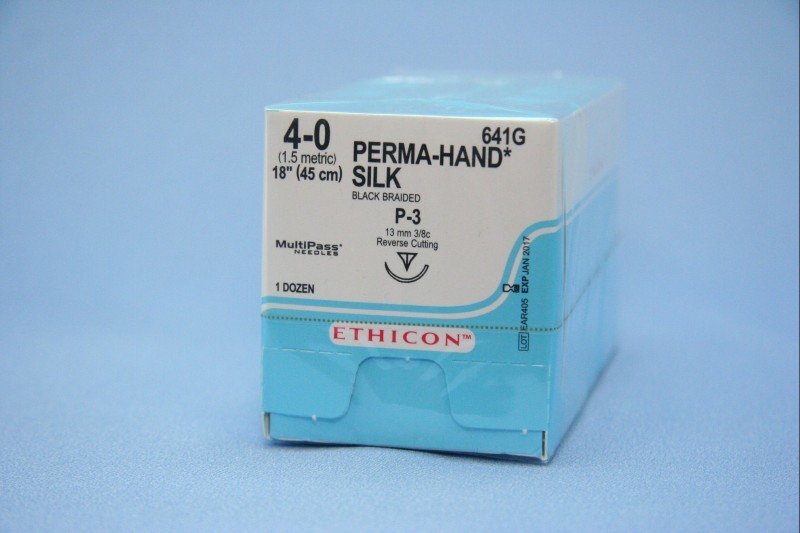 4-0
(1.5 metric)
18" (45 cm)
641G
PERMA-HAND*
SILK
BLACK BRAIDED
P-3
13 mm 3/8c
Reverse Cutting
MultiPass*
NEEDLES
1 DOZEN
LOT EAR405 EXP JAN 2017
ETHICON™